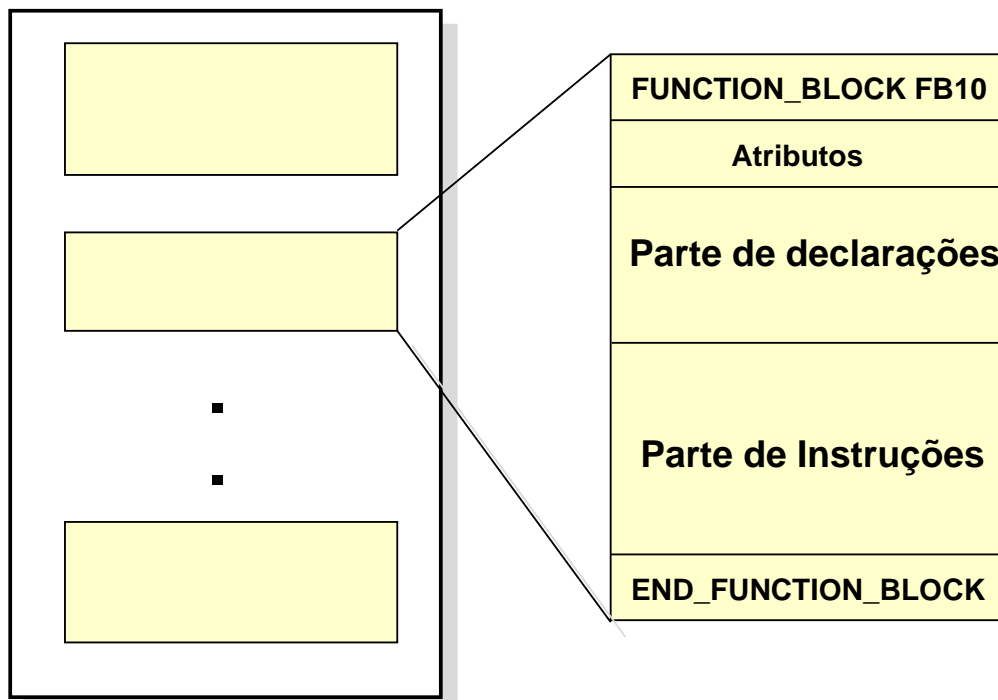 FUNCTION_BLOCK FB10
Atributos
Parte de declarações
Parte de Instruções
END_FUNCTION_BLOCK